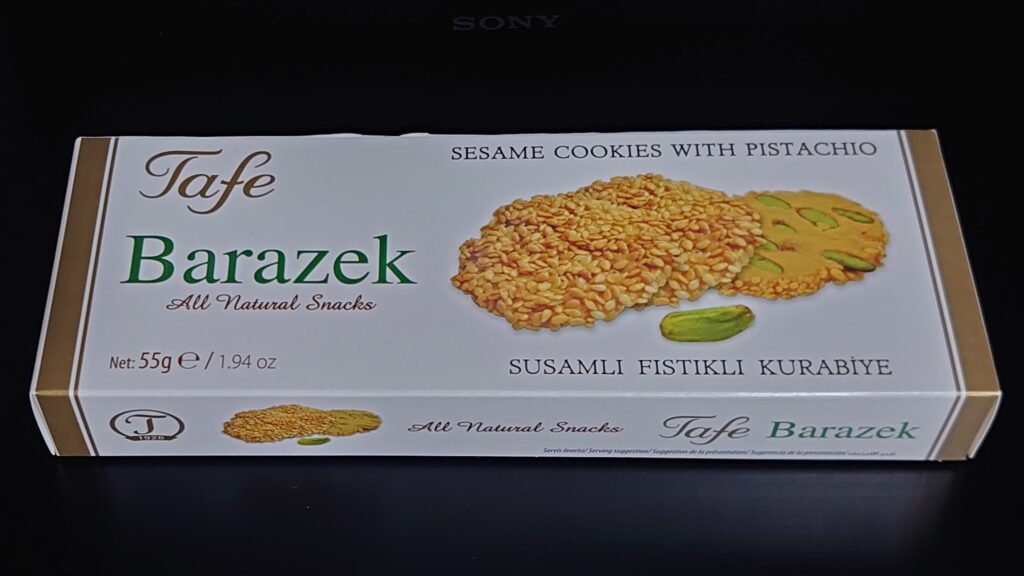 SONY
Tafe
SESAME COOKIES WITH PISTACHIO
Barazek
All Natural Snacks
Net: 55g ℮ / 1.94 oz
SUSAMLI FISTIKLI KURABİYE
T
1926
All Natural Snacks
Tafe Barazek
Servis önerisi/ Serving suggestion/ Suggestion de la présentation/ Sugerencia de la presentación/